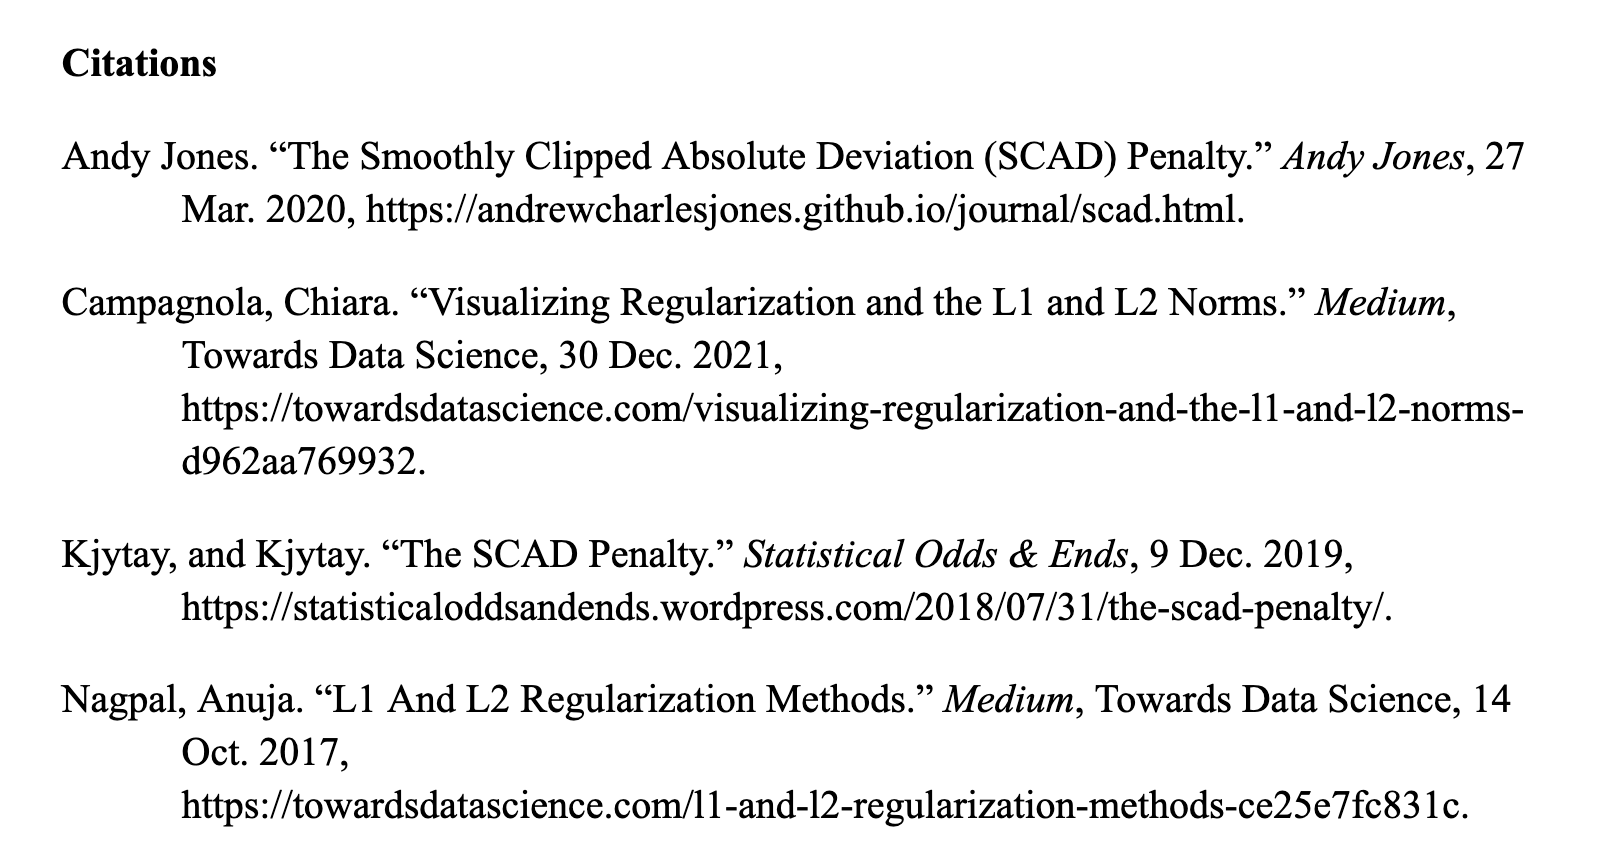 Citations
Andy Jones. “The Smoothly Clipped Absolute Deviation (SCAD) Penalty.” Andy Jones, 27
Mar. 2020, https://andrewcharlesjones.github.io/journal/scad.html.
Campagnola, Chiara. “Visualizing Regularization and the L1 and L2 Norms.” Medium,
Towards Data Science, 30 Dec. 2021,
https://towardsdatascience.com/visualizing-regularization-and-the-l1-and-l2-norms-
d962aa769932.
Kjytay, and Kjytay. “The SCAD Penalty.” Statistical Odds & Ends, 9 Dec. 2019,
https://statisticaloddsandends.wordpress.com/2018/07/31/the-scad-penalty/.
Nagpal, Anuja. “L1 And L2 Regularization Methods.” Medium, Towards Data Science, 14
Oct. 2017,
https://towardsdatascience.com/l1-and-l2-regularization-methods-ce25e7fc831c.